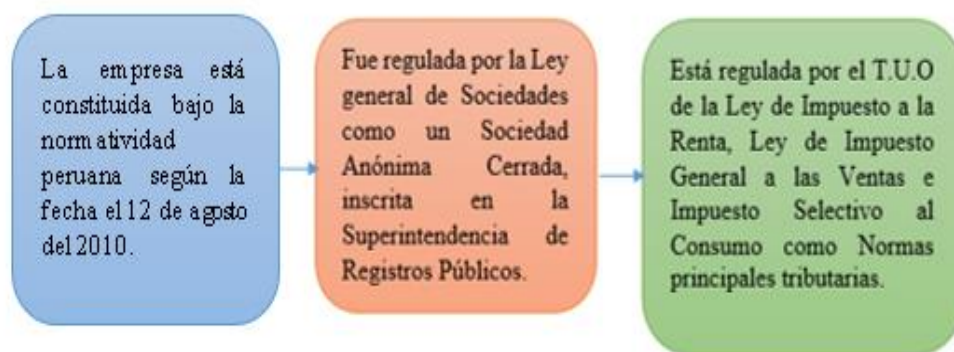 La empresa está
constituida bajo la
normatividad
peruana según la
fecha el 12 de agosto
del 2010.
Fue regulada por la Ley
general de Sociedades
como un Sociedad
Anónima Cerrada,
inscrita en la
Superintendencia de
Registros Públicos.
Está regulada por el T.U.O
de la Ley de Impuesto a la
Renta, Ley de Impuesto
General a las Ventas e
Impuesto Selectivo al
Consumo como Normas
principales tributarias.